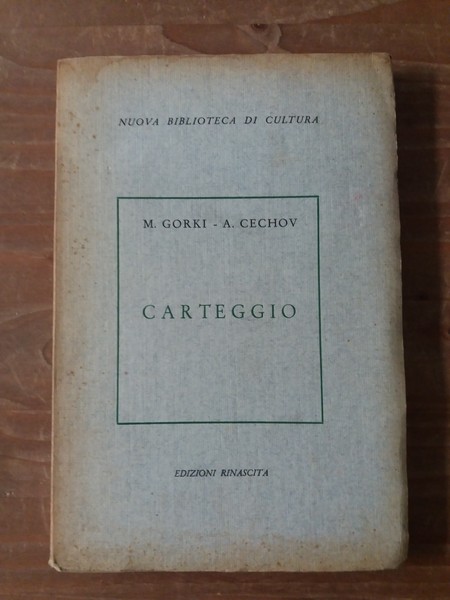 NUOVA BIBLIOTECA DI CULTURA
M. GORKI - A. CECHOV
CARTEGGIO
EDIZIONI RINASCITA